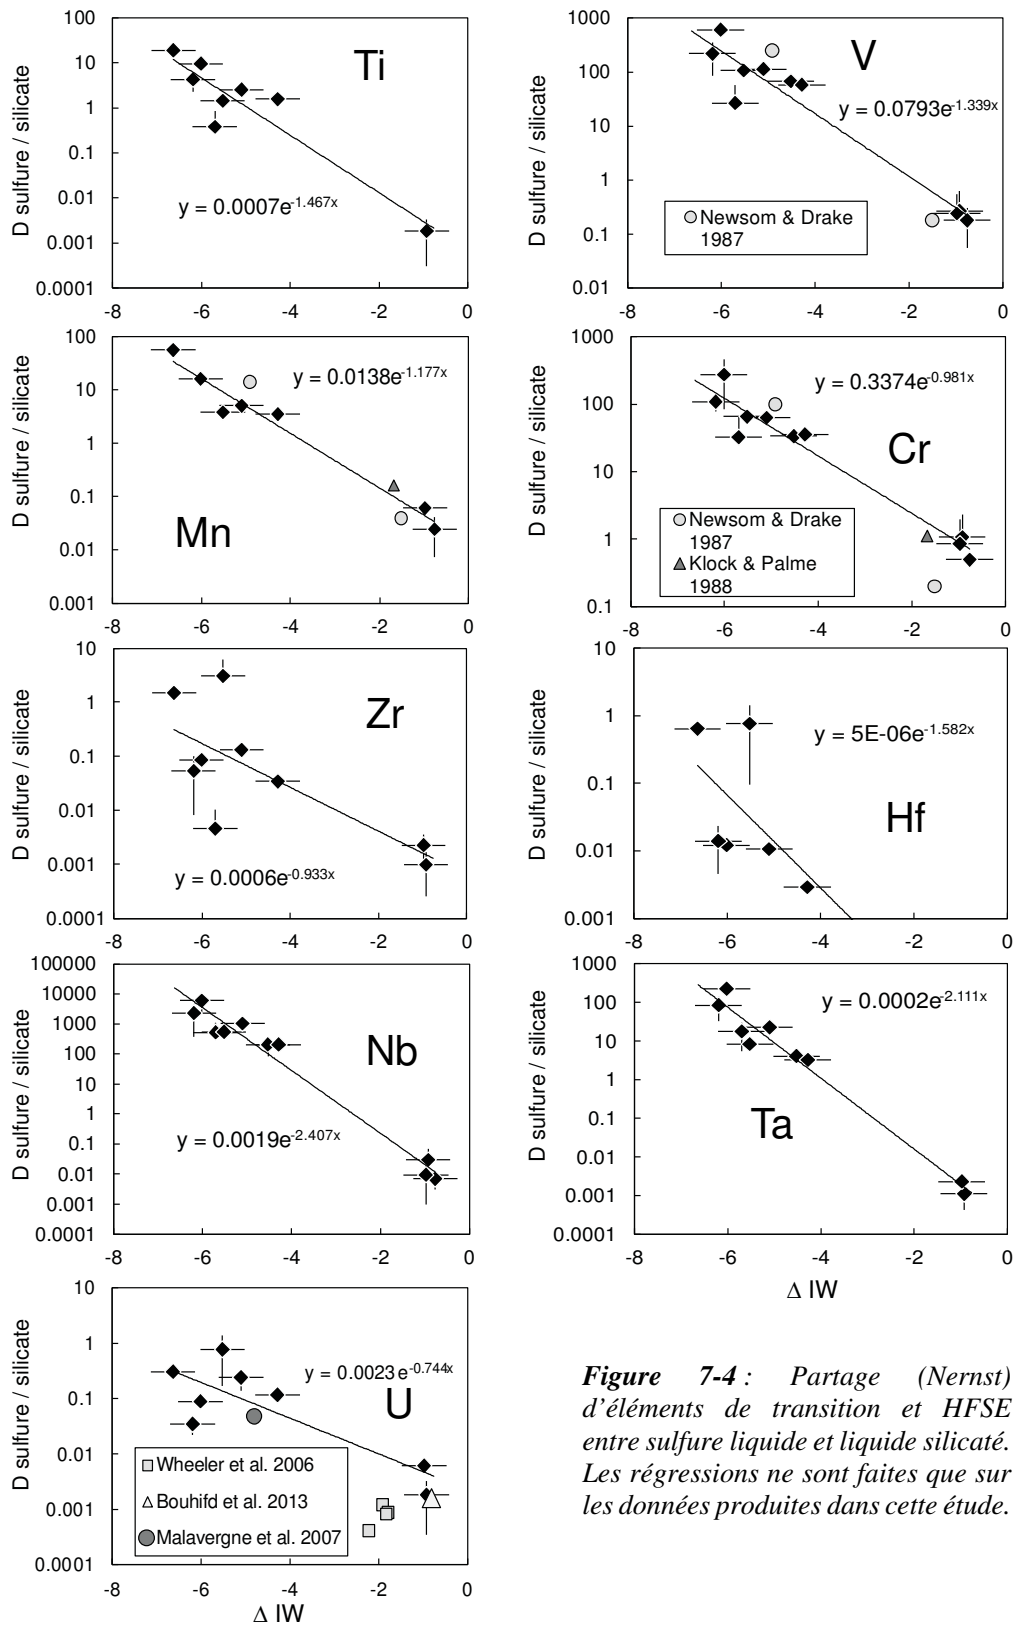 100
10
1
0.1
0.01
0.001
0.0001
D sulfure / silicate
Ti
y = 0.0007e-1.467x
-8 -6 -4 -2 0
1000
100
10
1
0.1
0.01
D sulfure / silicate
V
y = 0.0793e-1.339x
Newsom & Drake
1987
-8 -6 -4 -2 0
100
10
1
0.1
0.01
0.001
D sulfure / silicate
y = 0.0138e-1.177x
Mn
-8 -6 -4 -2 0
1000
100
10
1
0.1
D sulfure / silicate
y = 0.3374e-0.981x
Cr
Newsom & Drake
1987
Klock & Palme
1988
-8 -6 -4 -2 0
10
1
0.1
0.01
0.001
0.0001
D sulfure / silicate
Zr
y = 0.0006e-0.933x
-8 -6 -4 -2 0
10
1
0.1
0.01
0.001
D sulfure / silicate
y = 5E-06e-1.582x
Hf
-8 -6 -4 -2 0
100000
10000
1000
100
10
1
0.1
0.01
0.001
0.0001
D sulfure / silicate
Nb
y = 0.0019e-2.407x
-8 -6 -4 -2 0
1000
100
10
1
0.1
0.01
0.001
0.0001
D sulfure / silicate
y = 0.0002e-2.111x
Ta
-8 -6 -4 -2 0
Δ IW
10
1
0.1
0.01
0.001
0.0001
D sulfure / silicate
y = 0.0023e-0.744x
U
Wheeler et al. 2006
Bouhifd et al. 2013
Malavergne et al. 2007
-8 -6 -4 -2 0
Δ IW
Figure 7-4 : Partage (Nernst)
d'éléments de transition et HFSE
entre sulfure liquide et liquide silicaté.
Les régressions ne sont faites que sur
les données produites dans cette étude.